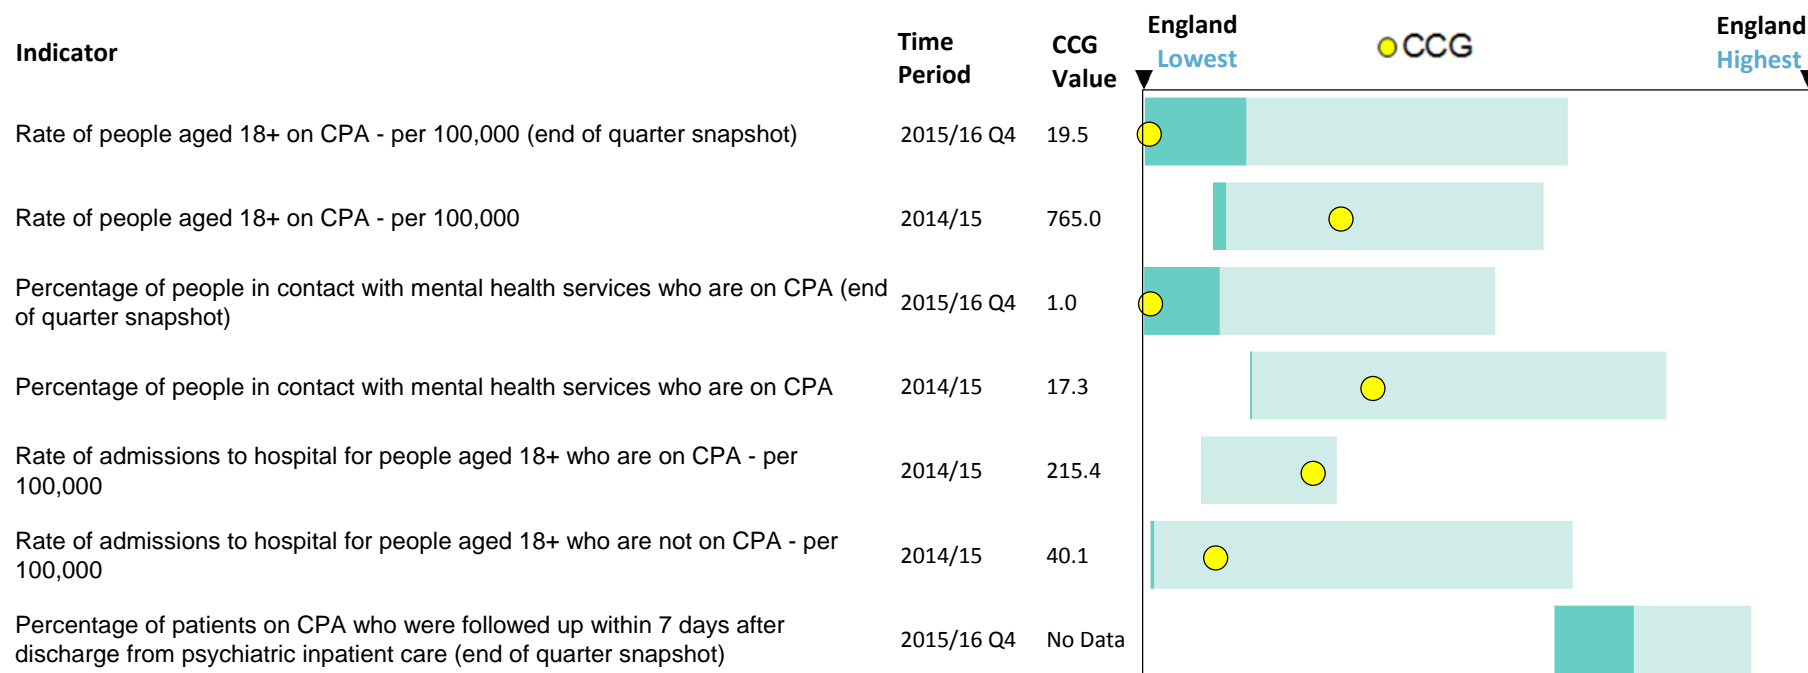 Indicator
Time Period
CCG Value
England Lowest
CCG
England Highest
Rate of people aged 18+ on CPA - per 100,000 (end of quarter snapshot)
2015/16 Q4
19.5
Rate of people aged 18+ on CPA - per 100,000
2014/15
765.0
Percentage of people in contact with mental health services who are on CPA (end
of quarter snapshot)
2015/16 Q4
1.0
Percentage of people in contact with mental health services who are on CPA
2014/15
17.3
Rate of admissions to hospital for people aged 18+ who are on CPA - per
100,000
2014/15
215.4
Rate of admissions to hospital for people aged 18+ who are not on CPA - per
100,000
2014/15
40.1
Percentage of patients on CPA who were followed up within 7 days after
discharge from psychiatric inpatient care (end of quarter snapshot)
2015/16 Q4
No Data